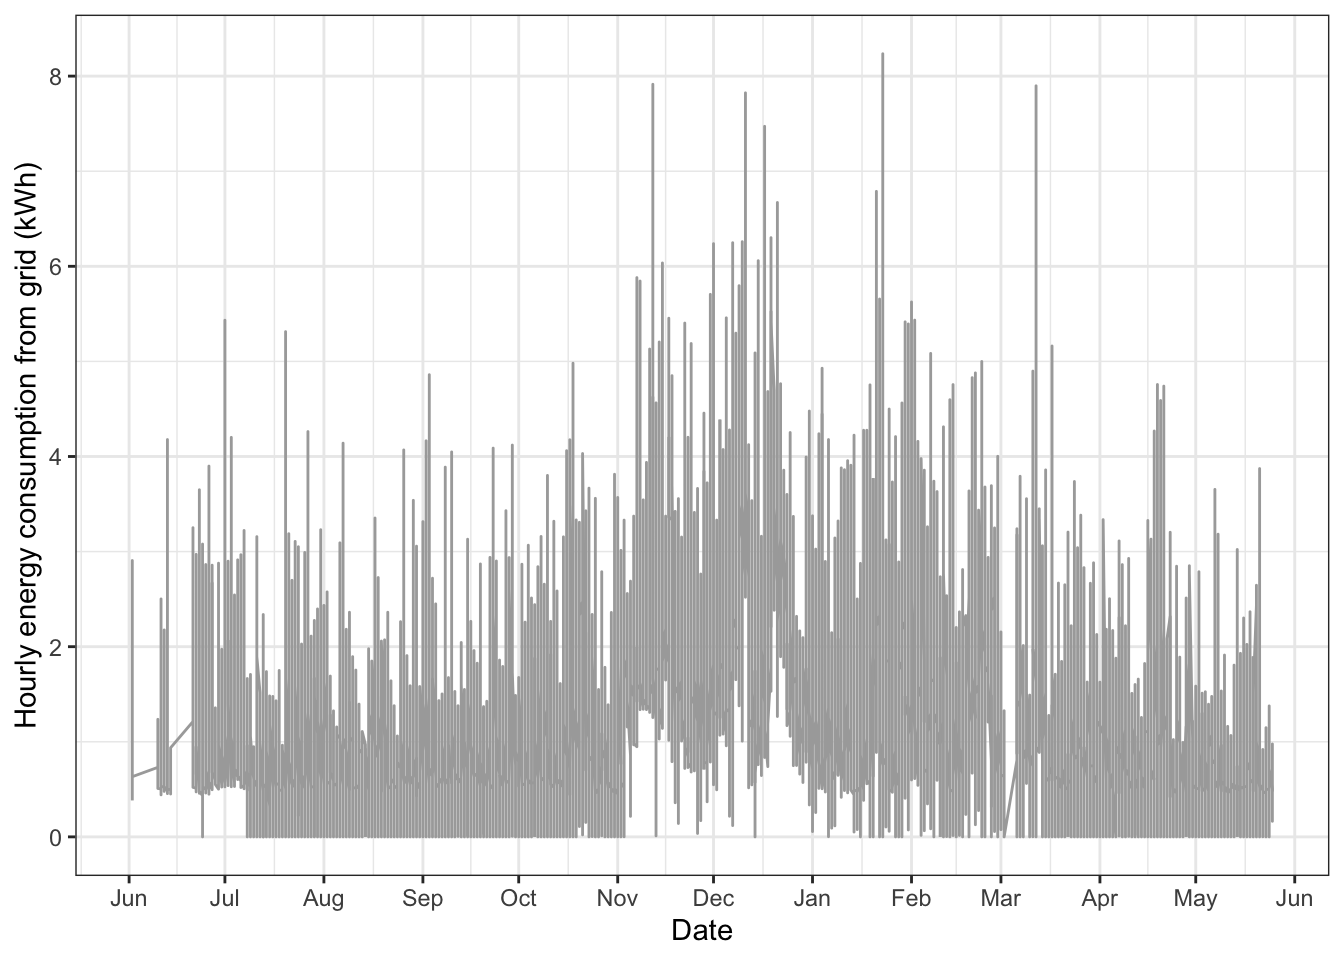 Hourly energy consumption from grid (kWh)
8
6
4
2
0
Jun Jul Aug Sep Oct Nov Dec Jan Feb Mar Apr May Jun
Date